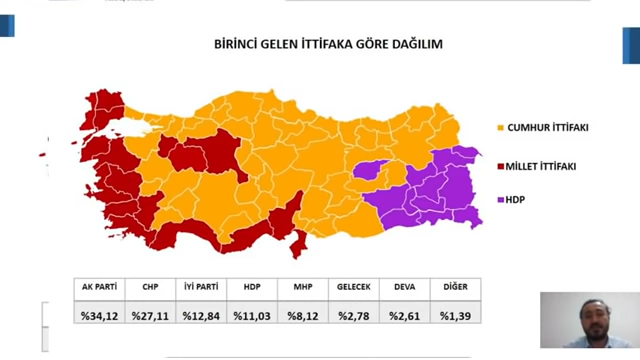 BİRİNCİ GELEN İTTİFAKA GÖRE DAĞILIM
CUMHUR İTTİFAKI
MİLLET İTTİFAKI
HDP
AK PARTİ CHP İYİ PARTİ HDP MHP GELECEK DEVA DİĞER
%34,12 %27,11 %12,84 %11,03 %8,12 %2,78 %2,61 %1,39